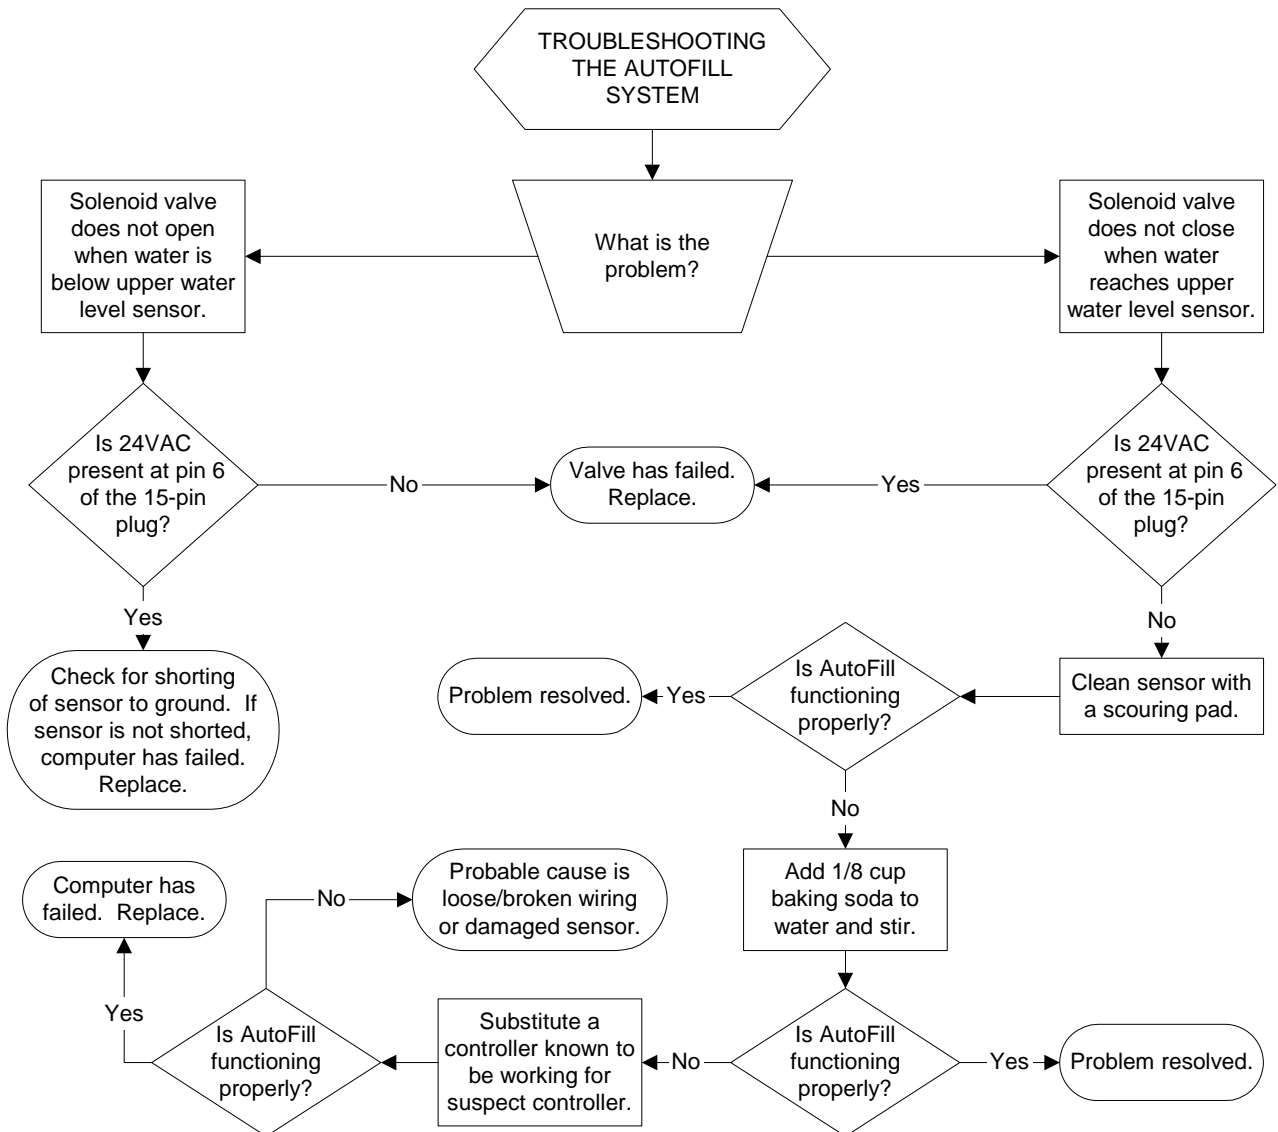 TROUBLESHOOTING
THE AUTOFILL
SYSTEM
What is the
problem?
Solenoid valve
does not open
when water is
below upper water
level sensor.
Solenoid valve
does not close
when water
reaches upper
water level sensor.
Is 24VAC
present at pin 6
of the 15-pin
plug?
No
Valve has failed.
Replace.
Yes
Is 24VAC
present at pin 6
of the 15-pin
plug?
Yes
No
Check for shorting
of sensor to ground.  If
sensor is not shorted,
computer has failed.
Replace.
Problem resolved.
Yes
Is AutoFill
functioning
properly?
Clean sensor with
a scouring pad.
No
Computer has
failed.  Replace.
No
Probable cause is
loose/broken wiring
or damaged sensor.
Add 1/8 cup
baking soda to
water and stir.
Yes
Is AutoFill
functioning
properly?
Substitute a
controller known to
be working for
suspect controller.
No
Is AutoFill
functioning
properly?
Yes
Problem resolved.